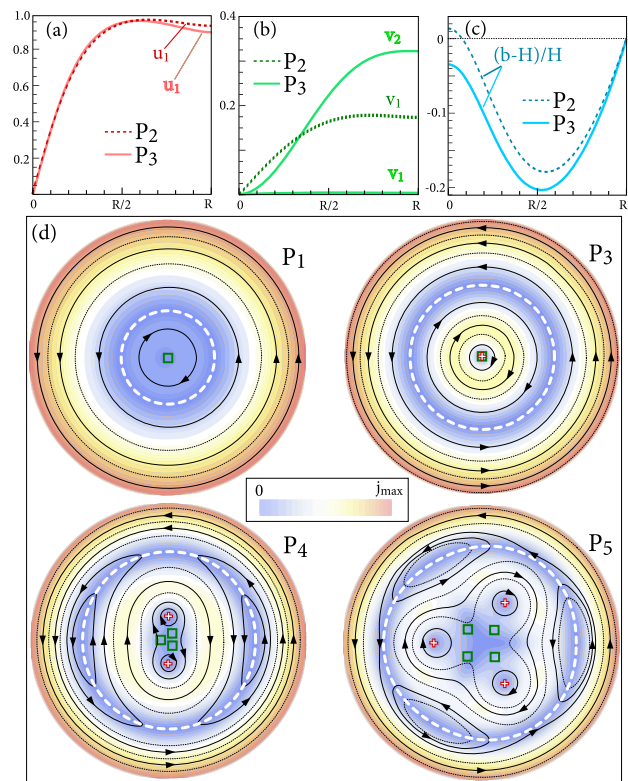 (a)
1.0
0.8
0.6
0.4
0.2
0
R/2
R
u₁
u₁
P₂
P₃
(b)
0.4
0.2
0
R/2
R
v₂
v₁
v₁
P₂
P₃
(c)
0
-0.1
-0.2
0
R/2
R
(b-H)/H
P₂
P₃
(d)
P₁
P₃
0 jmax
P₄
P₅